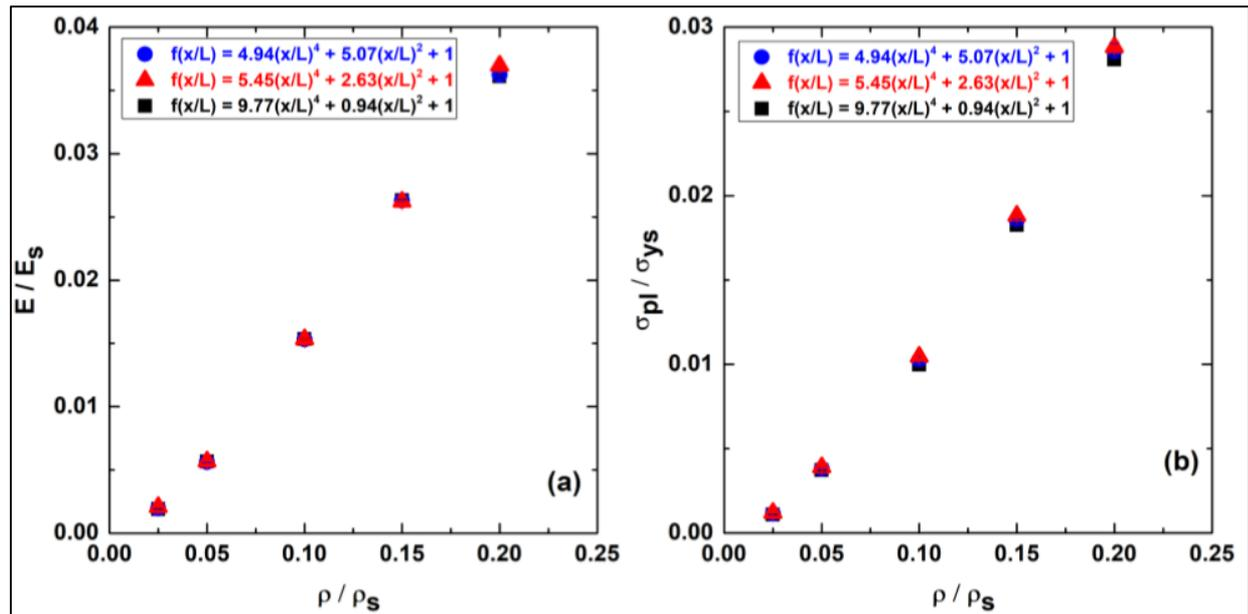 0.04
0.03
0.02
0.01
0.00
E / Eₛ
f(x/L) = 4.94(x/L)⁴ + 5.07(x/L)² + 1
f(x/L) = 5.45(x/L)⁴ + 2.63(x/L)² + 1
f(x/L) = 9.77(x/L)⁴ + 0.94(x/L)² + 1
(a)
0.00 0.05 0.10 0.15 0.20 0.25
ρ / ρₛ
0.03
0.02
0.01
0.00
σpl / σys
f(x/L) = 4.94(x/L)⁴ + 5.07(x/L)² + 1
f(x/L) = 5.45(x/L)⁴ + 2.63(x/L)² + 1
f(x/L) = 9.77(x/L)⁴ + 0.94(x/L)² + 1
(b)
0.00 0.05 0.10 0.15 0.20 0.25
ρ / ρₛ